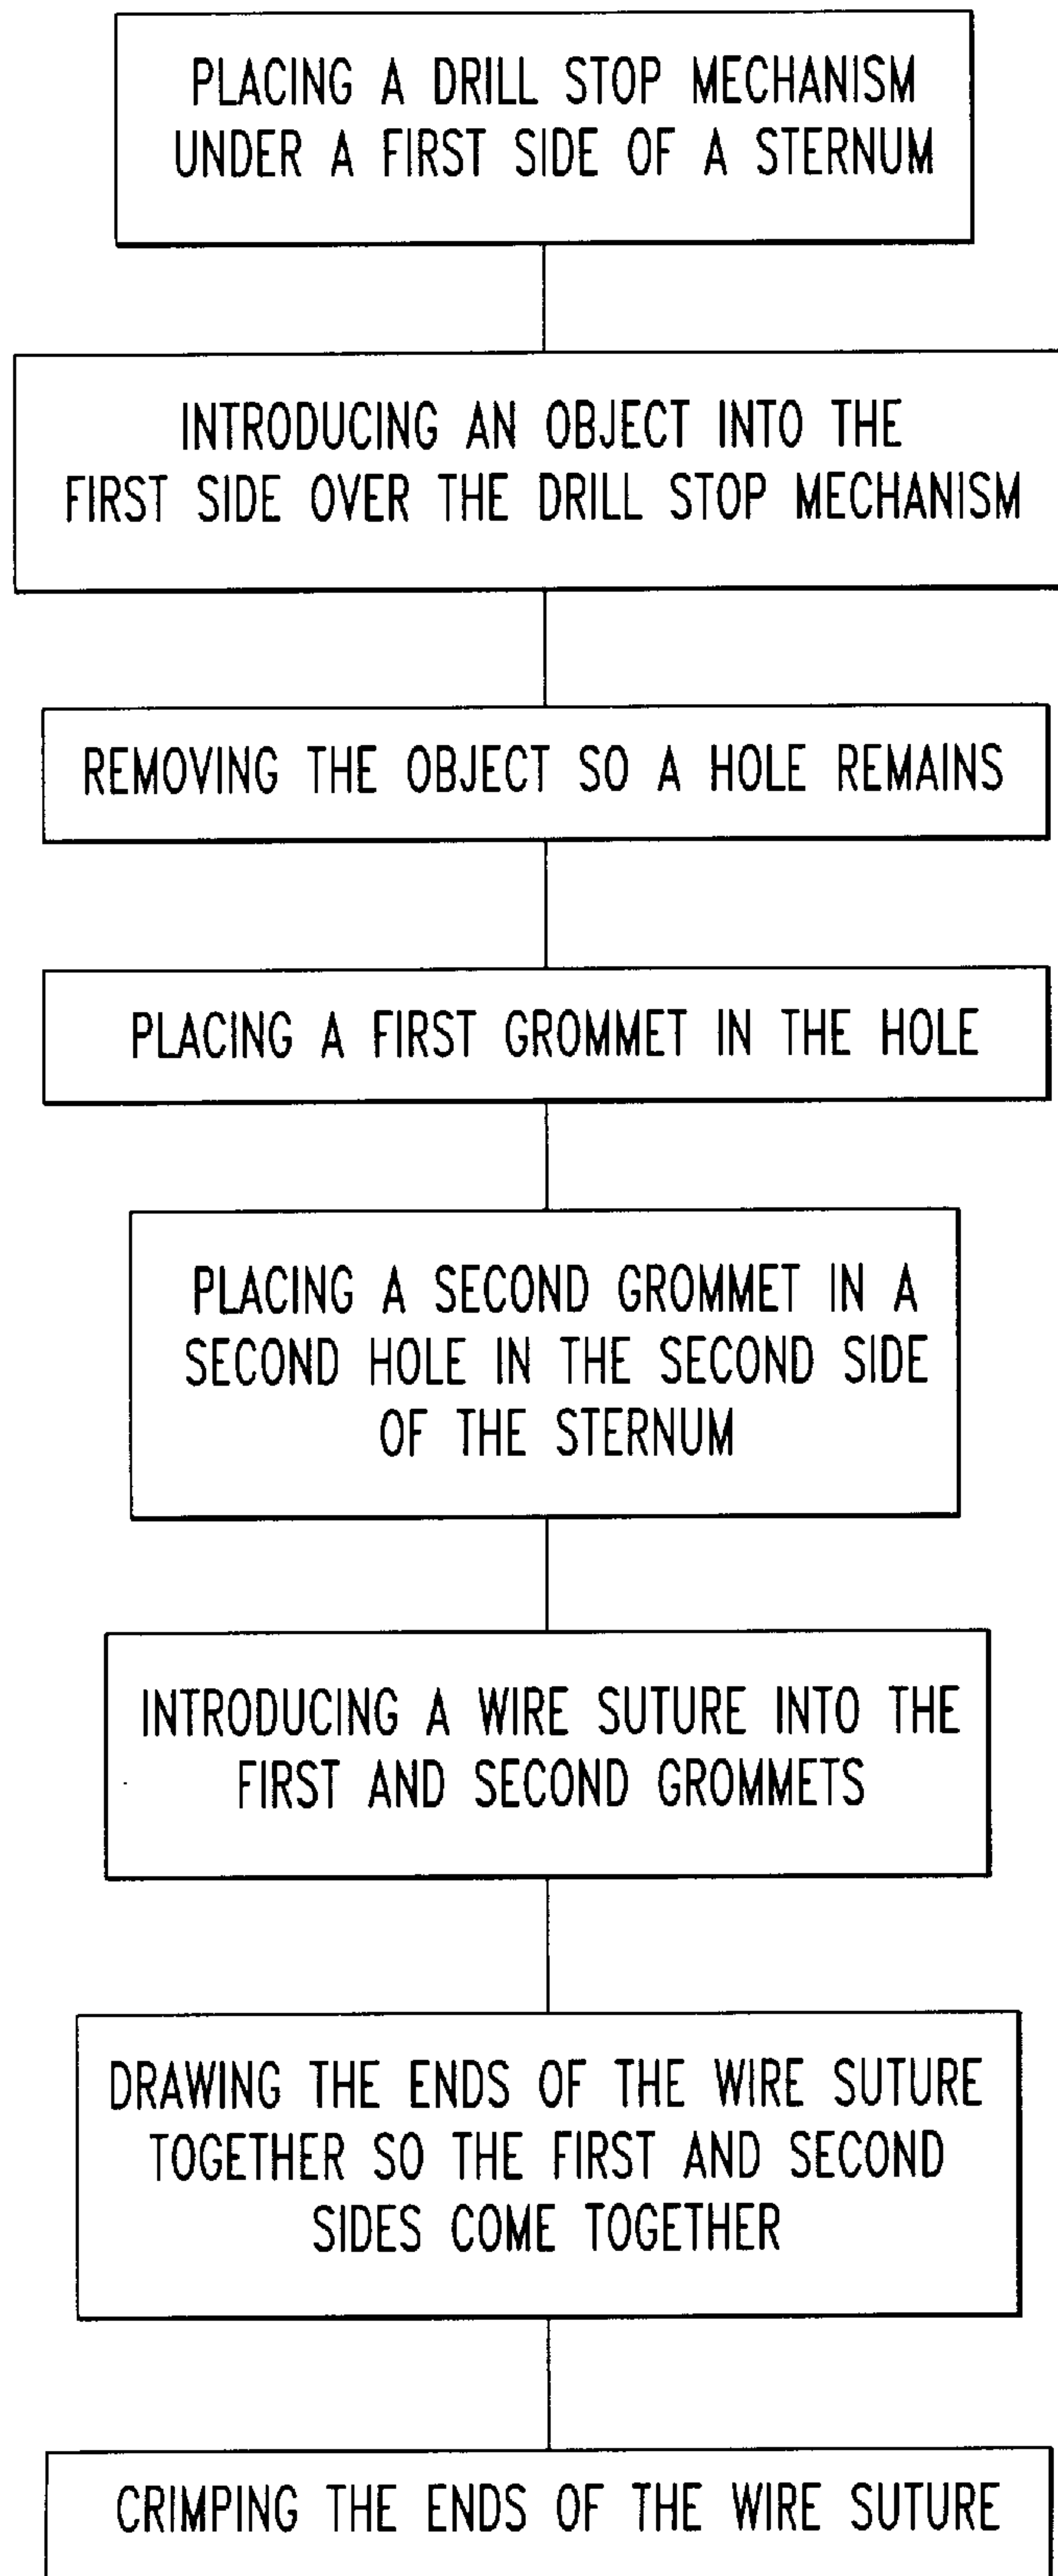 PLACING A DRILL STOP MECHANISM
UNDER A FIRST SIDE OF A STERNUM
INTRODUCING AN OBJECT INTO THE
FIRST SIDE OVER THE DRILL STOP MECHANISM
REMOVING THE OBJECT SO A HOLE REMAINS
PLACING A FIRST GROMMET IN THE HOLE
PLACING A SECOND GROMMET IN A
SECOND HOLE IN THE SECOND SIDE
OF THE STERNUM
INTRODUCING A WIRE SUTURE INTO THE
FIRST AND SECOND GROMMETS
DRAWING THE ENDS OF THE WIRE SUTURE
TOGETHER SO THE FIRST AND SECOND
SIDES COME TOGETHER
CRIMPING THE ENDS OF THE WIRE SUTURE